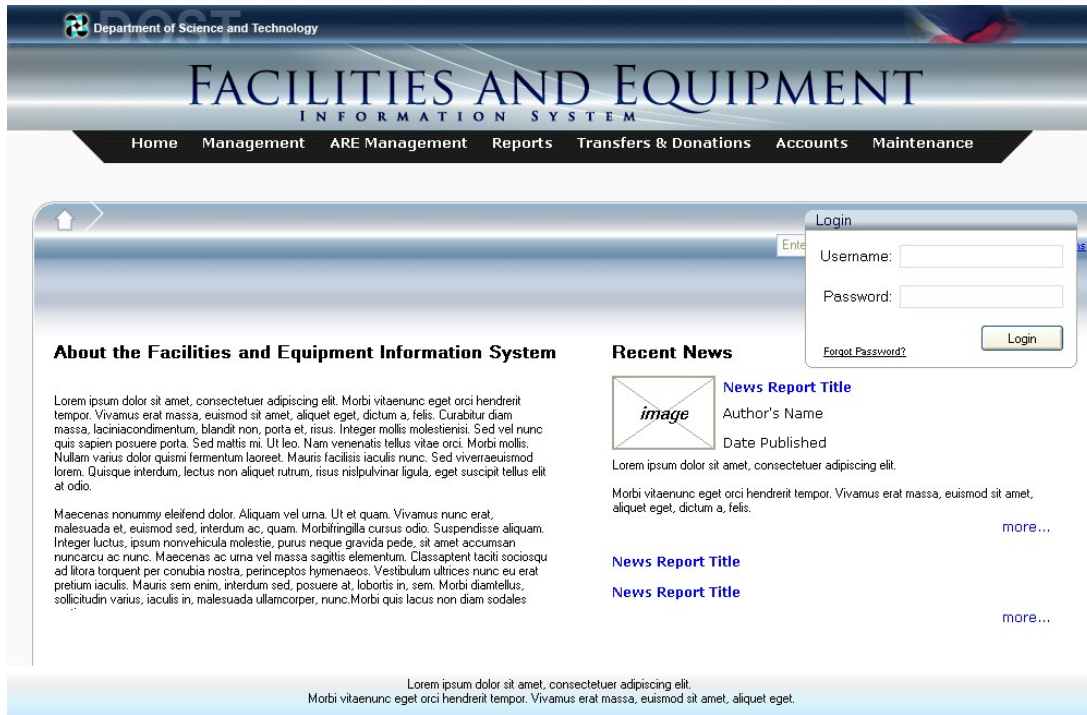 DOST
Department of Science and Technology
FACILITIES AND EQUIPMENT
INFORMATION SYSTEM
Home Management ARE Management Reports Transfers & Donations Accounts Maintenance
Login
Username:
Password:
Forgot Password?
Login
About the Facilities and Equipment Information System
Lorem ipsum dolor sit amet, consectetuer adipiscing elit. Morbi vitaenunc eget orci hendrerit
tempor. Vivamus erat massa, euismod sit amet, aliquet eget, dictum a, felis. Curabitur diam
massa, laciniacondimentum, blandit non, porta et, risus. Integer mollis molestienisi. Sed vel nunc
quis sapien posuere porta. Sed mattis mi. Ut leo. Nam venenatis tellus vitae orci. Morbi mollis.
Nullam varius dolor quismi fermentum laoreet. Mauris facilisis iaculis nunc. Sed viverraeuismod
lorem. Quisque interdum, lectus non aliquet rutrum, risus nislpulvinar ligula, eget suscipit tellus elit
at odio.
Maecenas nonummy eleifend dolor. Aliquam vel urna. Ut et quam. Vivamus nunc erat,
malesuada et, euismod sed, interdum ac, quam. Morbifringilla cursus odio. Suspendisse aliquam.
Integer luctus, ipsum nonvehicula molestie, purus neque gravida pede, sit amet accumsan
nuncarcu ac nunc. Maecenas ac urna vel massa sagittis elementum. Classaptent taciti sociosqu
ad litora torquent per conubia nostra, perinceptos hymenaeos. Vestibulum ultrices nunc eu erat
pretium iaculis. Mauris sem enim, interdum sed, posuere at, lobortis in, sem. Morbi diamtellus,
sollicitudin varius, iaculis in, malesuada ullamcorper, nunc.Morbi quis lacus non diam sodales
Recent News
image
News Report Title
Author's Name
Date Published
Lorem ipsum dolor sit amet, consectetuer adipiscing elit.
Morbi vitaenunc eget orci hendrerit tempor. Vivamus erat massa, euismod sit amet,
aliquet eget, dictum a, felis.
more...
News Report Title
News Report Title
more...
Lorem ipsum dolor sit amet, consectetuer adipiscing elit.
Morbi vitaenunc eget orci hendrerit tempor. Vivamus erat massa, euismod sit amet, aliquet eget.